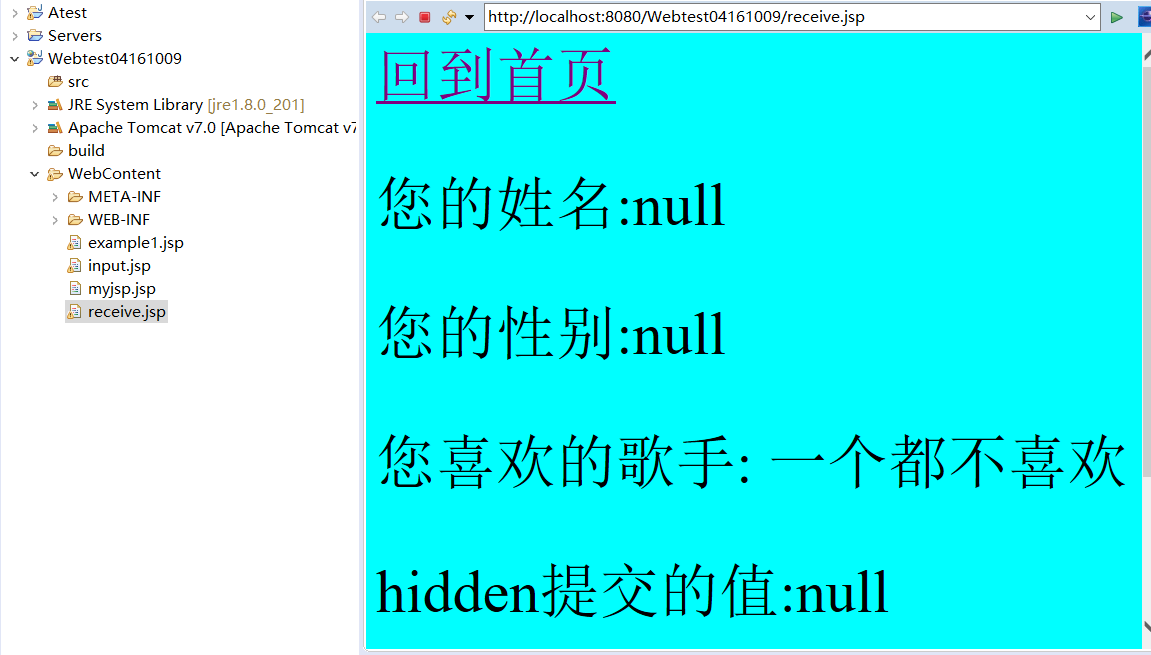 Atest
Servers
Webtest04161009
src
JRE System Library [jre1.8.0_201]
Apache Tomcat v7.0 [Apache Tomcat v7
build
WebContent
META-INF
WEB-INF
example1.jsp
input.jsp
myjsp.jsp
receive.jsp
http://localhost:8080/Webtest04161009/receive.jsp
回到首页
您的姓名:null
您的性别:null
您喜欢的歌手: 一个都不喜欢
hidden提交的值:null